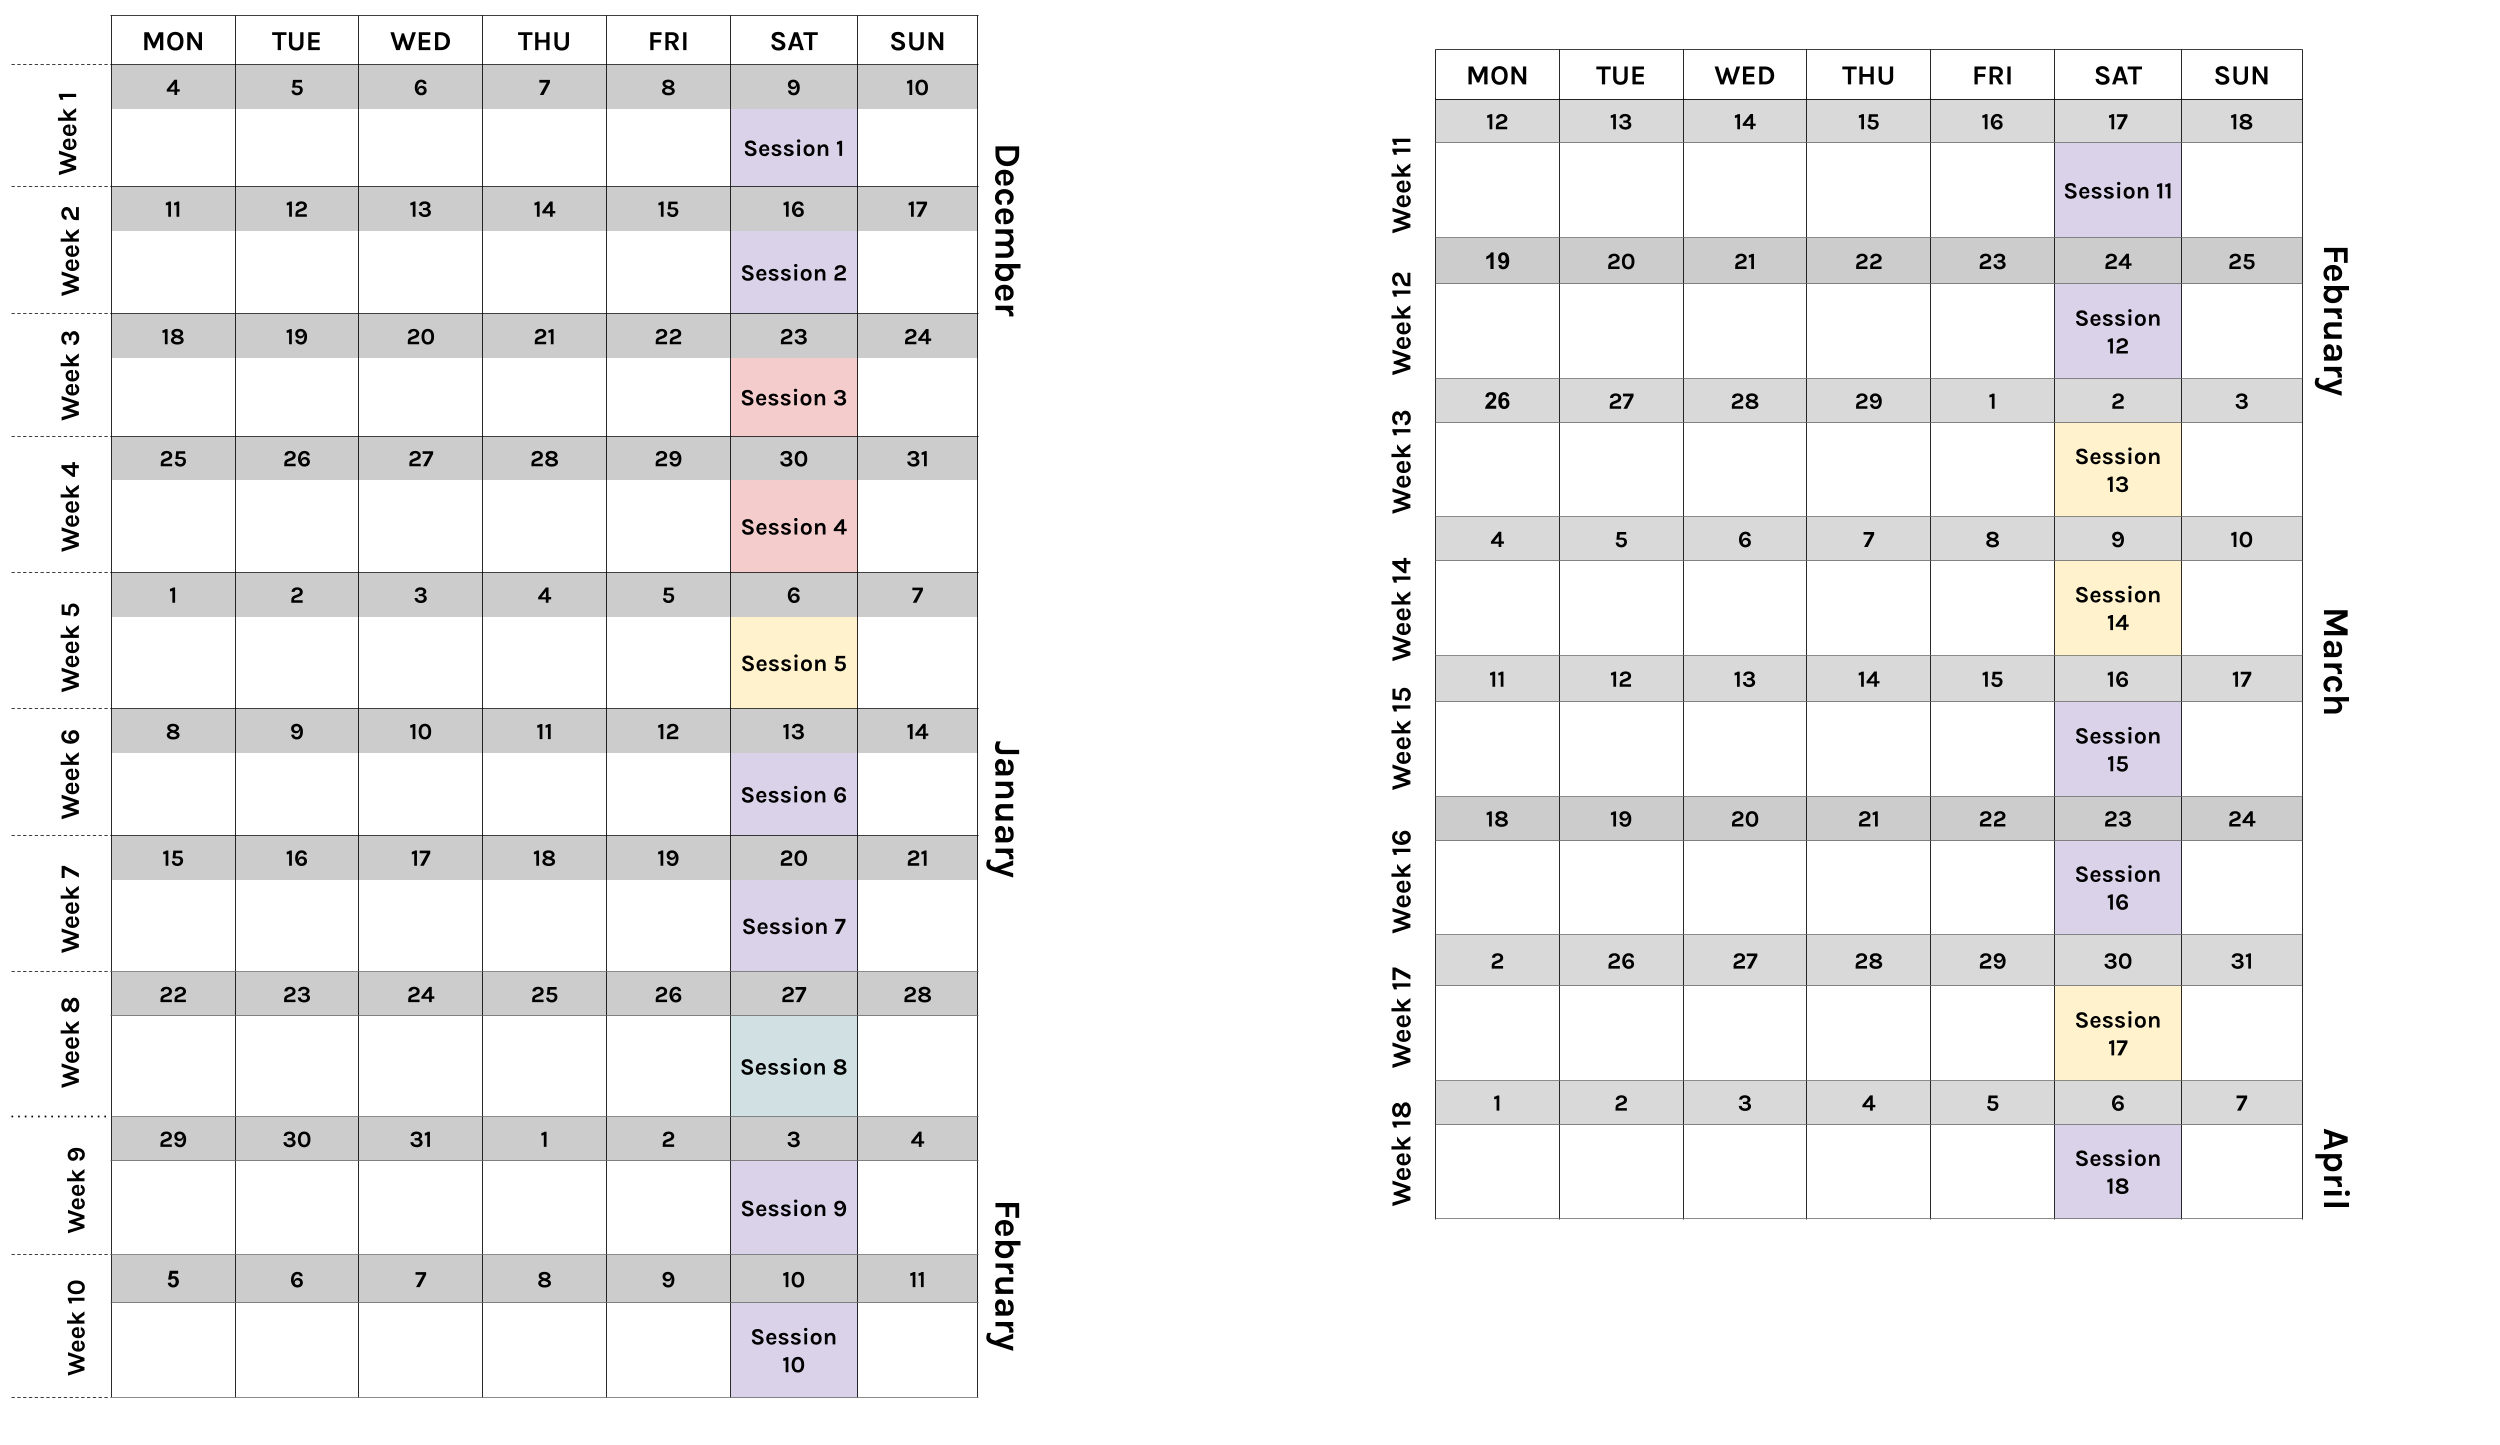 MON TUE WED THU FRI SAT SUN
Week 1
4 5 6 7 8 9 10
Session 1
Week 2
11 12 13 14 15 16 17
Session 2
December
Week 3
18 19 20 21 22 23 24
Session 3
Week 4
25 26 27 28 29 30 31
Session 4
Week 5
1 2 3 4 5 6 7
Session 5
Week 6
8 9 10 11 12 13 14
Session 6
January
Week 7
15 16 17 18 19 20 21
Session 7
Week 8
22 23 24 25 26 27 28
Session 8
Week 9
29 30 31 1 2 3 4
Session 9
February
Week 10
5 6 7 8 9 10 11
Session
10
MON TUE WED THU FRI SAT SUN
Week 11
12 13 14 15 16 17 18
Session 11
Week 12
19 20 21 22 23 24 25
Session
12
February
Week 13
26 27 28 29 1 2 3
Session
13
Week 14
4 5 6 7 8 9 10
Session
14
March
Week 15
11 12 13 14 15 16 17
Session
15
Week 16
18 19 20 21 22 23 24
Session
16
Week 17
2 26 27 28 29 30 31
Session
17
Week 18
1 2 3 4 5 6 7
Session
18
April